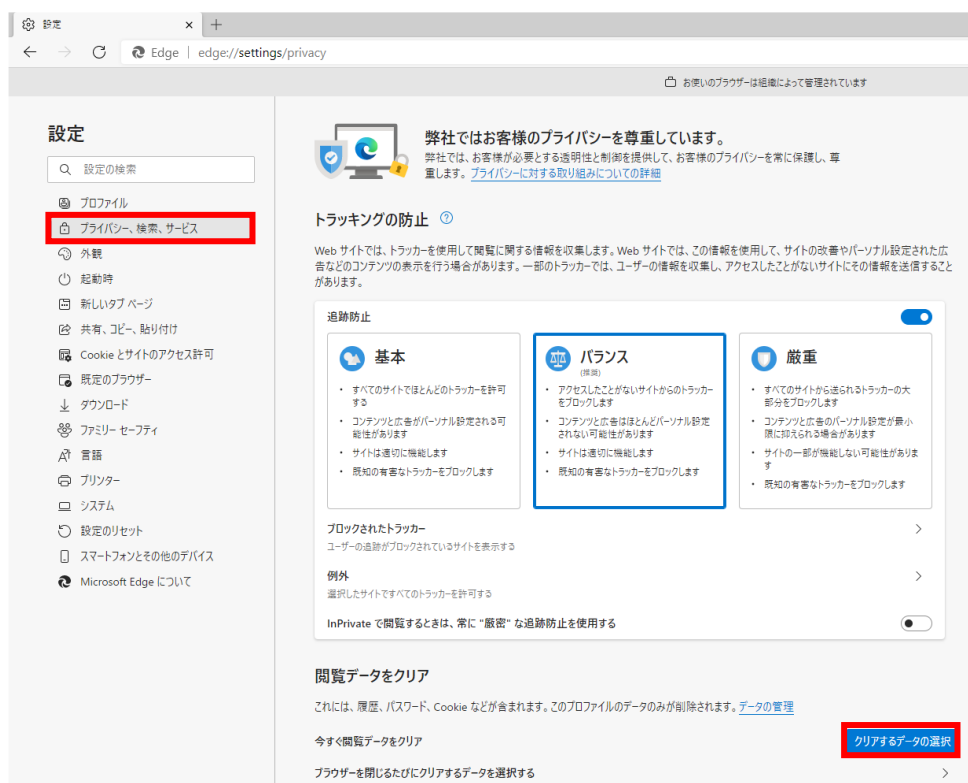 設定
Edge
edge://settings/privacy
お使いのブラウザーは組織によって管理されています
設定
設定の検索
プロファイル
プライバシー、検索、サービス
外観
起動時
新しいタブ ページ
共有、コピー、貼り付け
Cookie とサイトのアクセス許可
既定のブラウザー
ダウンロード
ファミリー セーフティ
言語
プリンター
システム
設定のリセット
スマートフォンとその他のデバイス
Microsoft Edge について
弊社ではお客様のプライバシーを尊重しています。
弊社では、お客様が必要とする透明性と制御を提供して、お客様のプライバシーを常に保護し、尊
重します。プライバシーに対する取り組みについての詳細
トラッキングの防止
Web サイトでは、トラッカーを使用して閲覧に関する情報を収集します。Web サイトでは、この情報を使用して、サイトの改善やパーソナル設定された広
告などのコンテンツの表示を行う場合があります。一部のトラッカーでは、ユーザーの情報を収集し、アクセスしたことがないサイトにその情報を送信すること
があります。
追跡防止
基本
・ すべてのサイトでほとんどのトラッカーを許可
する
・ コンテンツと広告がパーソナル設定される可
能性があります
・ サイトは適切に機能します
・ 既知の有害なトラッカーをブロックします
バランス
(推奨)
・ アクセスしたことがないサイトからのトラッカー
をブロックします
・ コンテンツと広告はほとんどパーソナル設定
されない可能性があります
・ サイトは適切に機能します
・ 既知の有害なトラッカーをブロックします
厳重
・ すべてのサイトから送られるトラッカーの大
部分をブロックします
・ コンテンツと広告のパーソナル設定が最小
限に抑えられる場合があります
・ サイトの一部が機能しない可能性がありま
す
・ 既知の有害なトラッカーをブロックします
ブロックされたトラッカー
ユーザーの追跡がブロックされているサイトを表示する
例外
選択したサイトですべてのトラッカーを許可する
InPrivate で閲覧するときは、常に "厳密" な追跡防止を使用する
閲覧データをクリア
これには、履歴、パスワード、Cookie などが含まれます。このプロファイルのデータのみが削除されます。データの管理
今すぐ閲覧データをクリア
クリアするデータの選択
ブラウザーを閉じるたびにクリアするデータを選択する